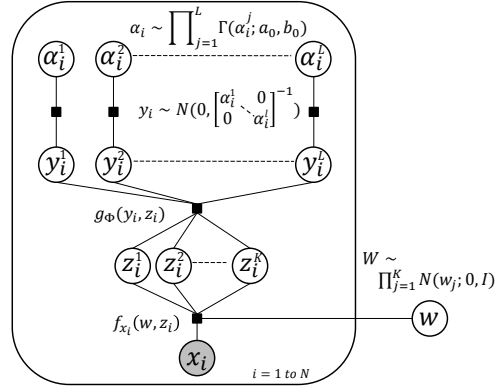 α_i ~ ∏_{j=1}^{L} Γ(α_i^j; a_0, b_0)
α_i^1 α_i^2 α_i^L
y_i ~ N(0, [α_i^1 0 0 α_i^l]^{-1})
y_i^1 y_i^2 y_i^L
g_Φ(y_i, z_i)
z_i^1 z_i^2 z_i^K
W ~
∏_{j=1}^{K} N(w_j; 0, I)
f_{x_i}(w, z_i)
w
x_i
i = 1 to N